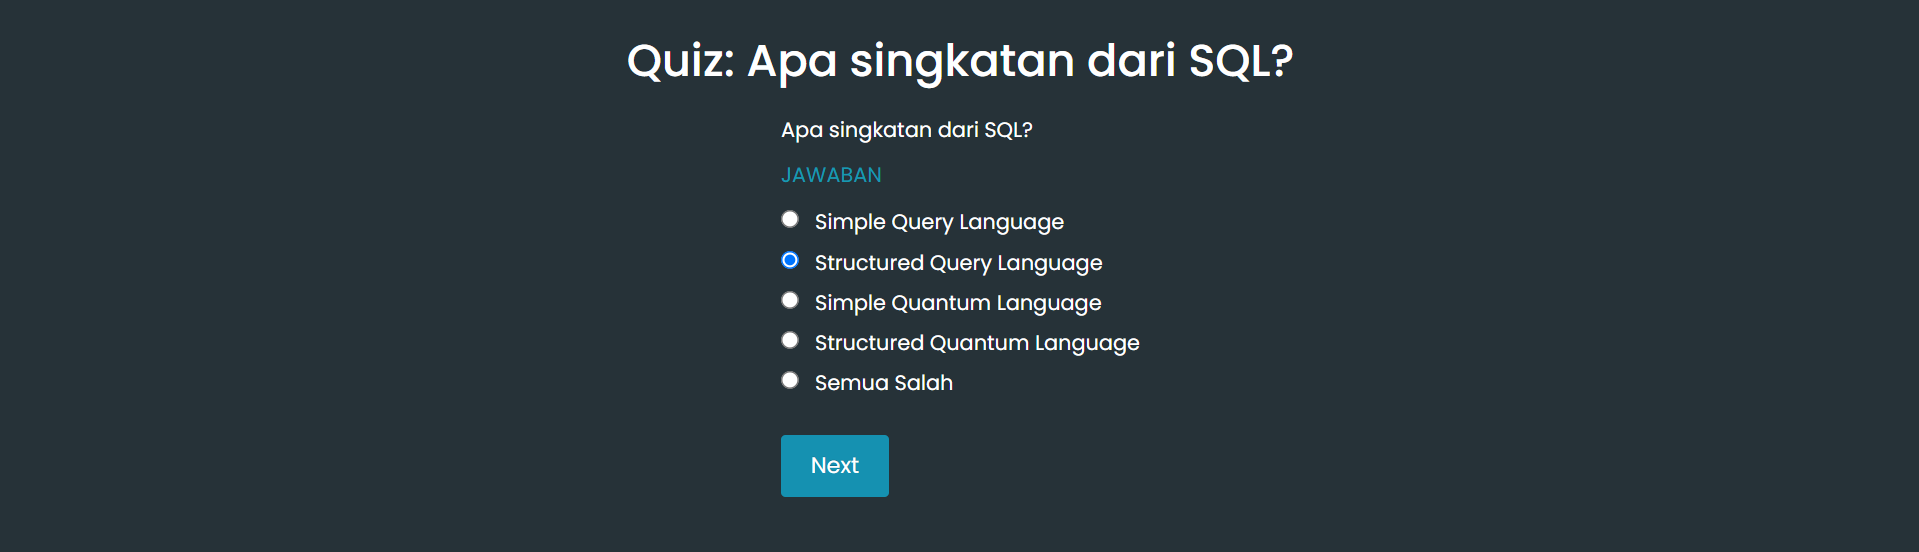 Quiz: Apa singkatan dari SQL?
Apa singkatan dari SQL?
JAWABAN
Simple Query Language
Structured Query Language
Simple Quantum Language
Structured Quantum Language
Semua Salah
Next